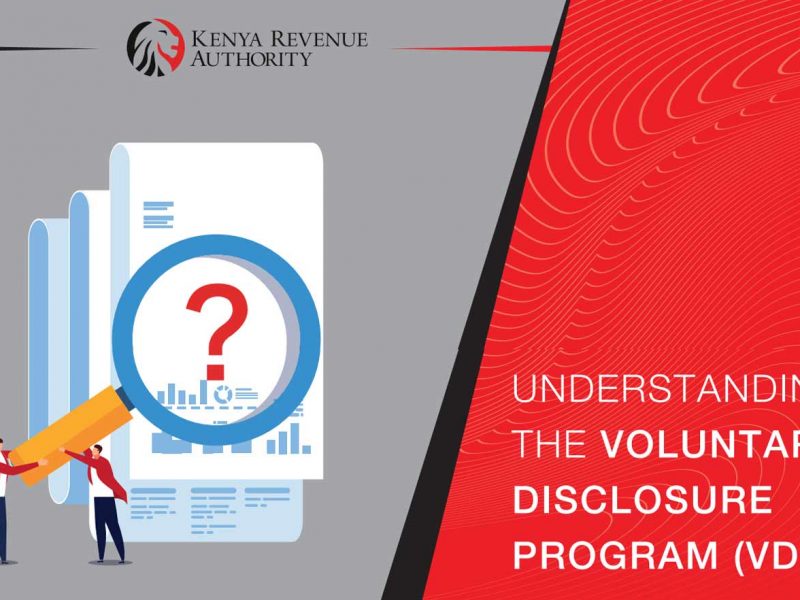 KENYA REVENUE
AUTHORITY
?
UNDERSTANDIN
THE VOLUNTAR
DISCLOSURE
PROGRAM (VD